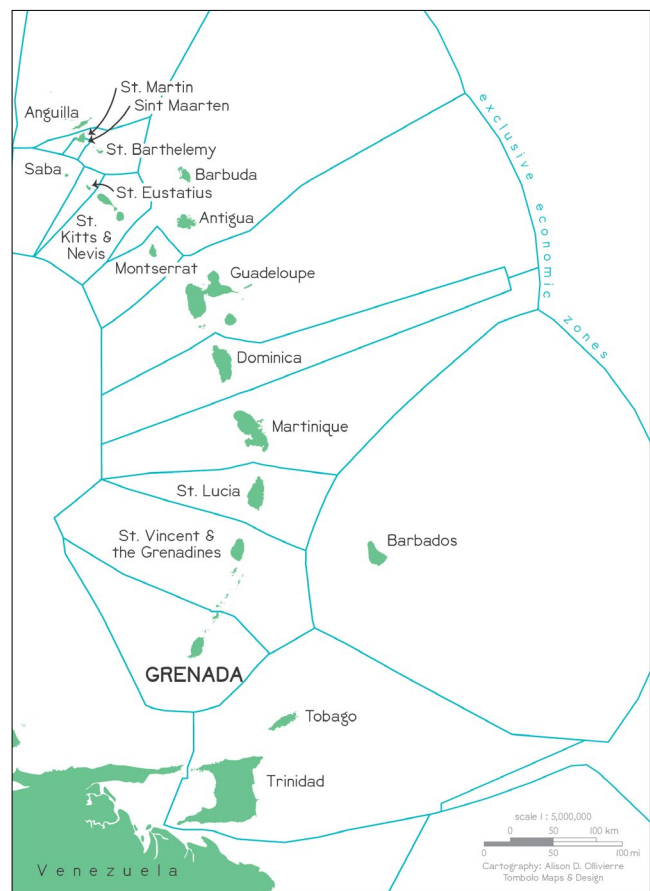 St. Martin
Sint Maarten
Anguilla
St. Barthelemy
Saba
St. Eustatius
Barbuda
St.
Kitts &
Nevis
Antigua
Montserrat
Guadeloupe
exclusive economic zones
Dominica
Martinique
St. Lucia
St. Vincent &
the Grenadines
Barbados
GRENADA
Tobago
Trinidad
Venezuela
scale 1 : 5,000,000
0 50 100 km
0 50 100 mi
Cartography: Alison D. Ollivierre
Tombolo Maps & Design